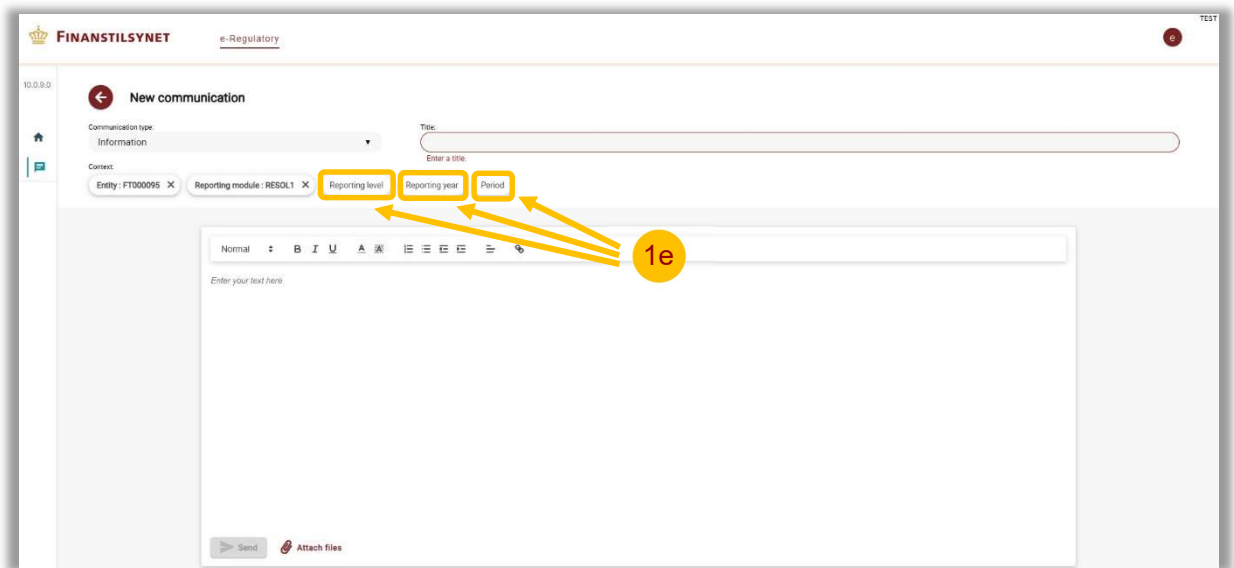 TEST
FINANSTILSYNET e-Regulatory e
10.0.9.0
New communication
Communication type: Title:
Information
Enter a title.
Context:
Entity : FT000095 X Reporting module : RESOL1 X Reporting level Reporting year Period
1e
Normal B I U A A
Enter your text here
Send Attach files